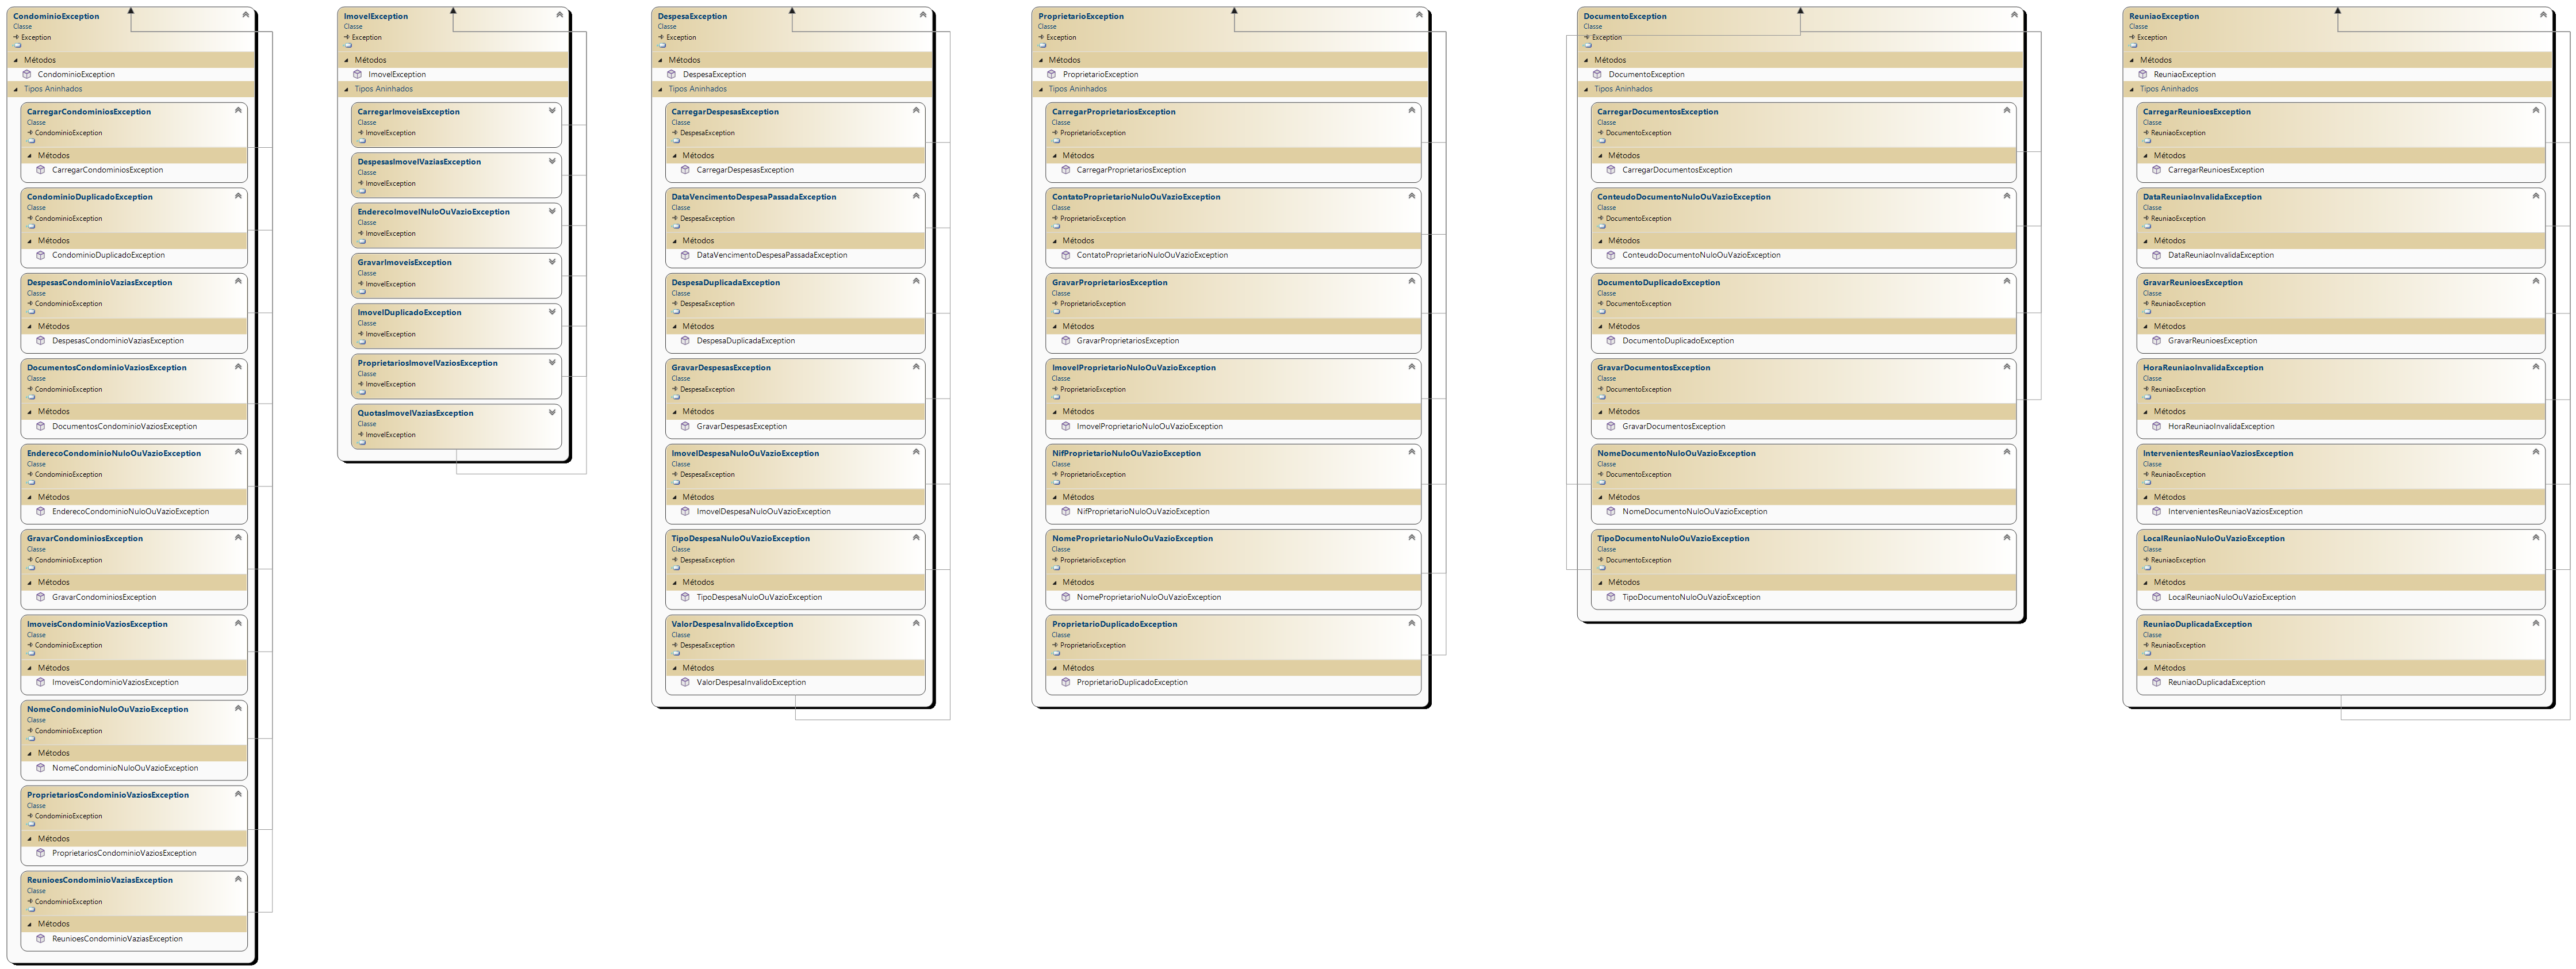 CondominioException
Classe
Exception
Métodos
CondominioException
Tipos Aninhados
CarregarCondominiosException
Classe
CondominioException
Métodos
CarregarCondominiosException
CondominioDuplicadoException
Classe
CondominioException
Métodos
CondominioDuplicadoException
DespesasCondominioVaziasException
Classe
CondominioException
Métodos
DespesasCondominioVaziasException
DocumentosCondominioVaziosException
Classe
CondominioException
Métodos
DocumentosCondominioVaziosException
EnderecoCondominioNuloOuVazioException
Classe
CondominioException
Métodos
EnderecoCondominioNuloOuVazioException
GravarCondominiosException
Classe
CondominioException
Métodos
GravarCondominiosException
ImoveisCondominioVaziosException
Classe
CondominioException
Métodos
ImoveisCondominioVaziosException
NomeCondominioNuloOuVazioException
Classe
CondominioException
Métodos
NomeCondominioNuloOuVazioException
ProprietariosCondominioVaziosException
Classe
CondominioException
Métodos
ProprietariosCondominioVaziosException
ReunioesCondominioVaziasException
Classe
CondominioException
Métodos
ReunioesCondominioVaziasException
ImovelException
Classe
Exception
Métodos
ImovelException
Tipos Aninhados
CarregarImoveisException
Classe
ImovelException
DespesasImovelVaziasException
Classe
ImovelException
EnderecoImovelNuloOuVazioException
Classe
ImovelException
GravarImoveisException
Classe
ImovelException
ImovelDuplicadoException
Classe
ImovelException
ProprietariosImovelVaziosException
Classe
ImovelException
QuotasImovelVaziasException
Classe
ImovelException
DespesaException
Classe
Exception
Métodos
DespesaException
Tipos Aninhados
CarregarDespesasException
Classe
DespesaException
Métodos
CarregarDespesasException
DataVencimentoDespesaPassadaException
Classe
DespesaException
Métodos
DataVencimentoDespesaPassadaException
DespesaDuplicadaException
Classe
DespesaException
Métodos
DespesaDuplicadaException
GravarDespesasException
Classe
DespesaException
Métodos
GravarDespesasException
ImovelDespesaNuloOuVazioException
Classe
DespesaException
Métodos
ImovelDespesaNuloOuVazioException
TipoDespesaNuloOuVazioException
Classe
DespesaException
Métodos
TipoDespesaNuloOuVazioException
ValorDespesaInvalidoException
Classe
DespesaException
Métodos
ValorDespesaInvalidoException
ProprietarioException
Classe
Exception
Métodos
ProprietarioException
Tipos Aninhados
CarregarProprietariosException
Classe
ProprietarioException
Métodos
CarregarProprietariosException
ContatoProprietarioNuloOuVazioException
Classe
ProprietarioException
Métodos
ContatoProprietarioNuloOuVazioException
GravarProprietariosException
Classe
ProprietarioException
Métodos
GravarProprietariosException
ImovelProprietarioNuloOuVazioException
Classe
ProprietarioException
Métodos
ImovelProprietarioNuloOuVazioException
NifProprietarioNuloOuVazioException
Classe
ProprietarioException
Métodos
NifProprietarioNuloOuVazioException
NomeProprietarioNuloOuVazioException
Classe
ProprietarioException
Métodos
NomeProprietarioNuloOuVazioException
ProprietarioDuplicadoException
Classe
ProprietarioException
Métodos
ProprietarioDuplicadoException
DocumentoException
Classe
Exception
Métodos
DocumentoException
Tipos Aninhados
CarregarDocumentosException
Classe
DocumentoException
Métodos
CarregarDocumentosException
ConteudoDocumentoNuloOuVazioException
Classe
DocumentoException
Métodos
ConteudoDocumentoNuloOuVazioException
DocumentoDuplicadoException
Classe
DocumentoException
Métodos
DocumentoDuplicadoException
GravarDocumentosException
Classe
DocumentoException
Métodos
GravarDocumentosException
NomeDocumentoNuloOuVazioException
Classe
DocumentoException
Métodos
NomeDocumentoNuloOuVazioException
TipoDocumentoNuloOuVazioException
Classe
DocumentoException
Métodos
TipoDocumentoNuloOuVazioException
ReuniaoException
Classe
Exception
Métodos
ReuniaoException
Tipos Aninhados
CarregarReunioesException
Classe
ReuniaoException
Métodos
CarregarReunioesException
DataReuniaoInvalidaException
Classe
ReuniaoException
Métodos
DataReuniaoInvalidaException
GravarReunioesException
Classe
ReuniaoException
Métodos
GravarReunioesException
HoraReuniaoInvalidaException
Classe
ReuniaoException
Métodos
HoraReuniaoInvalidaException
IntervenientesReuniaoVaziosException
Classe
ReuniaoException
Métodos
IntervenientesReuniaoVaziosException
LocalReuniaoNuloOuVazioException
Classe
ReuniaoException
Métodos
LocalReuniaoNuloOuVazioException
ReuniaoDuplicadaException
Classe
ReuniaoException
Métodos
ReuniaoDuplicadaException